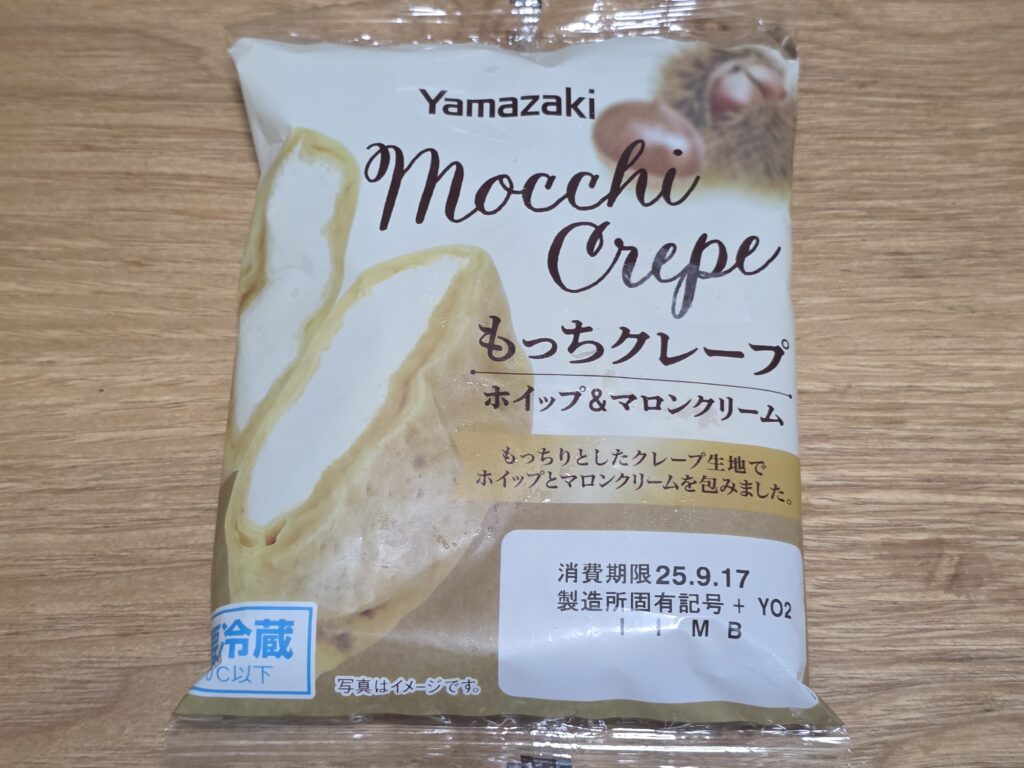 Yamazaki
Mocchi
Crepe
もっちクレープ
ホイップ&マロンクリーム
もっちりとしたクレープ生地で
ホイップとマロンクリームを包みました。
消費期限25.9.17
製造所固有記号+ YO2
I I M B
要冷蔵
℃以下
写真はイメージです。